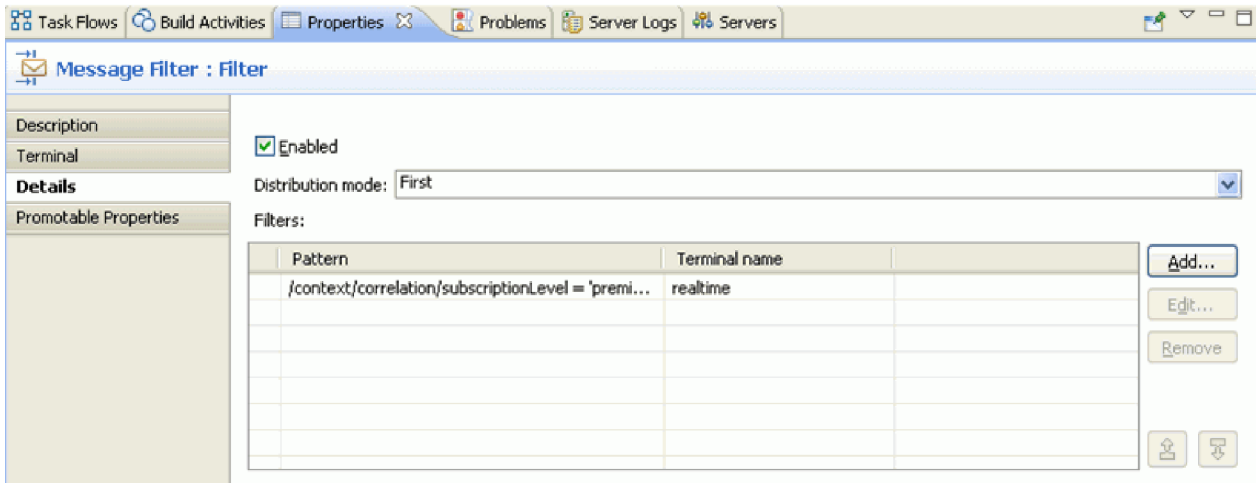 Task Flows Build Activities Properties Problems Server Logs Servers
Message Filter : Filter
Description
Terminal
Details
Promotable Properties
Enabled
Distribution mode: First
Filters:
Pattern Terminal name
/context/correlation/subscriptionLevel = 'premi... realtime
Add...
Edit...
Remove